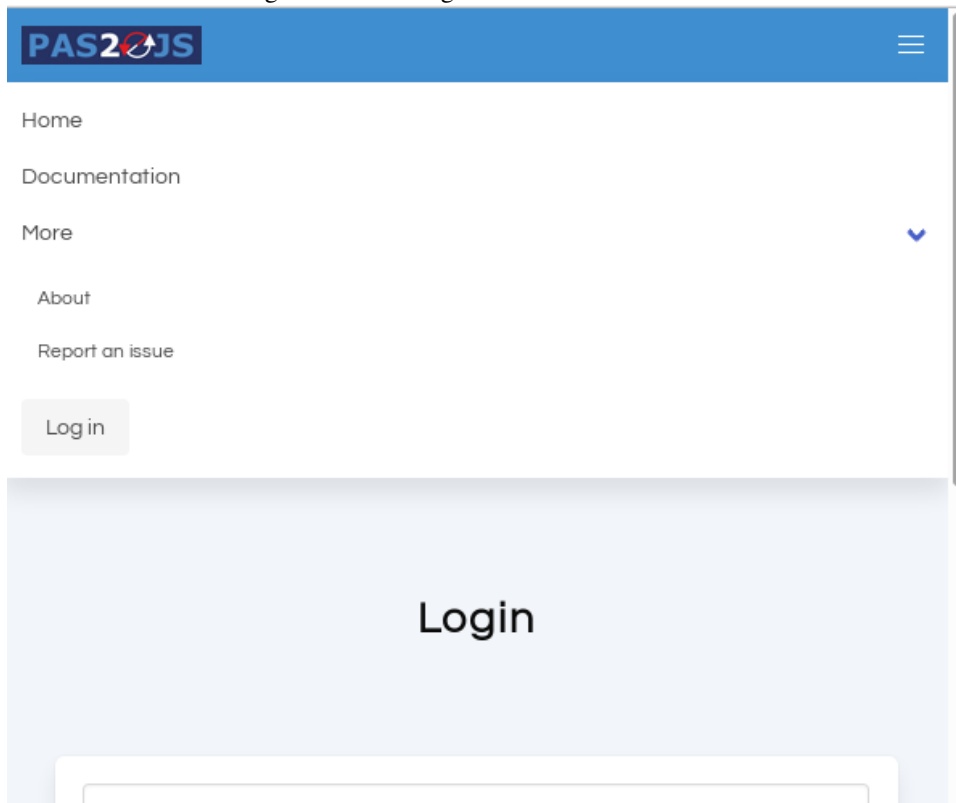 PAS2JS
Home
Documentation
More
About
Report an issue
Log in
Login